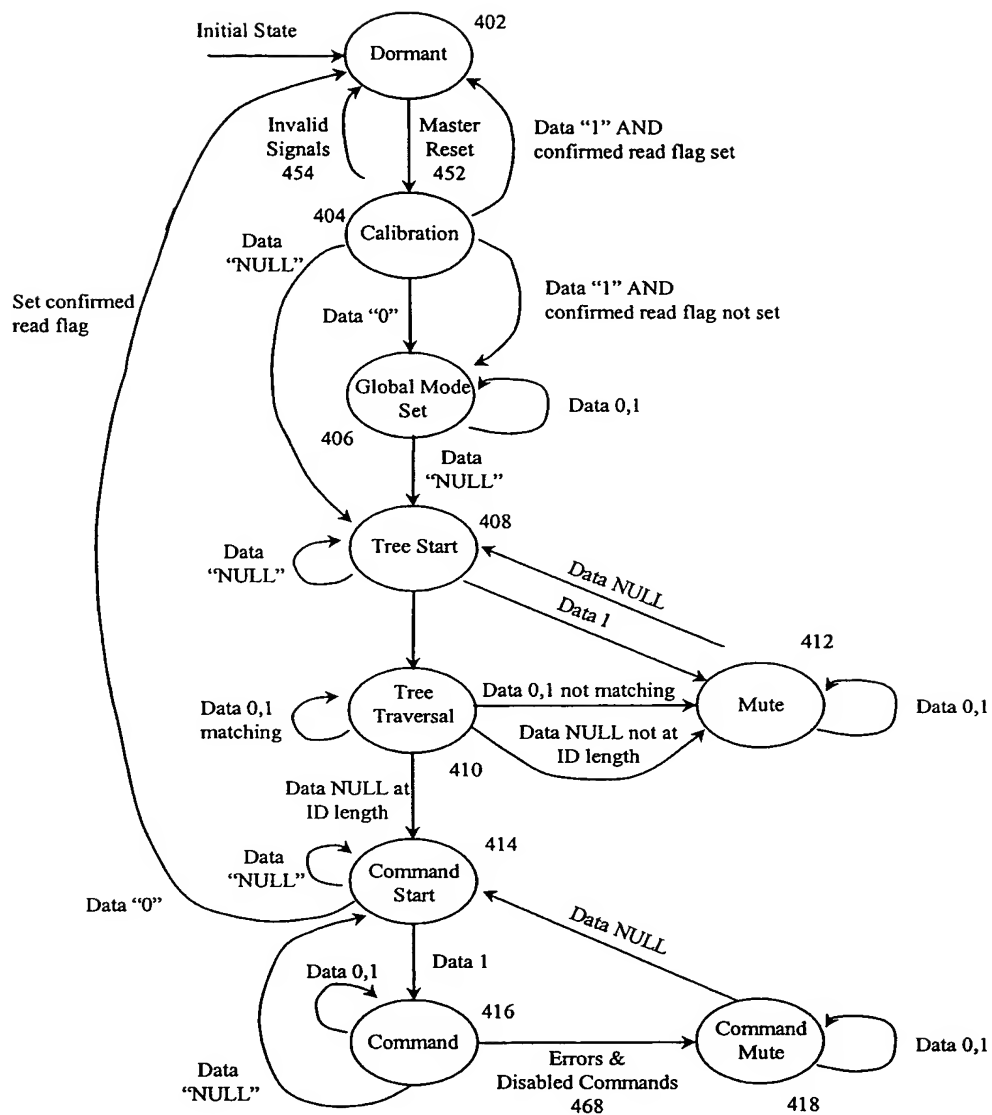 402
Initial State
Dormant
Invalid
Signals
454
Master
Reset
452
Data “1” AND
confirmed read flag set
404
Calibration
Data
“NULL”
Set confirmed
read flag
Data “1” AND
confirmed read flag not set
Data “0”
Global Mode
Set
Data 0,1
406
Data
“NULL”
408
Tree Start
Data
“NULL”
Data NULL
Data 1
412
Mute
Data 0,1
Tree
Traversal
Data 0,1
matching
Data 0,1 not matching
Data NULL not at
ID length
410
Data NULL at
ID length
414
Command
Start
Data
“NULL”
Data “0”
Data NULL
Data 1
Data 0,1
416
Command
Command
Mute
Data 0,1
Errors &
Disabled Commands
468
418
Data
“NULL”